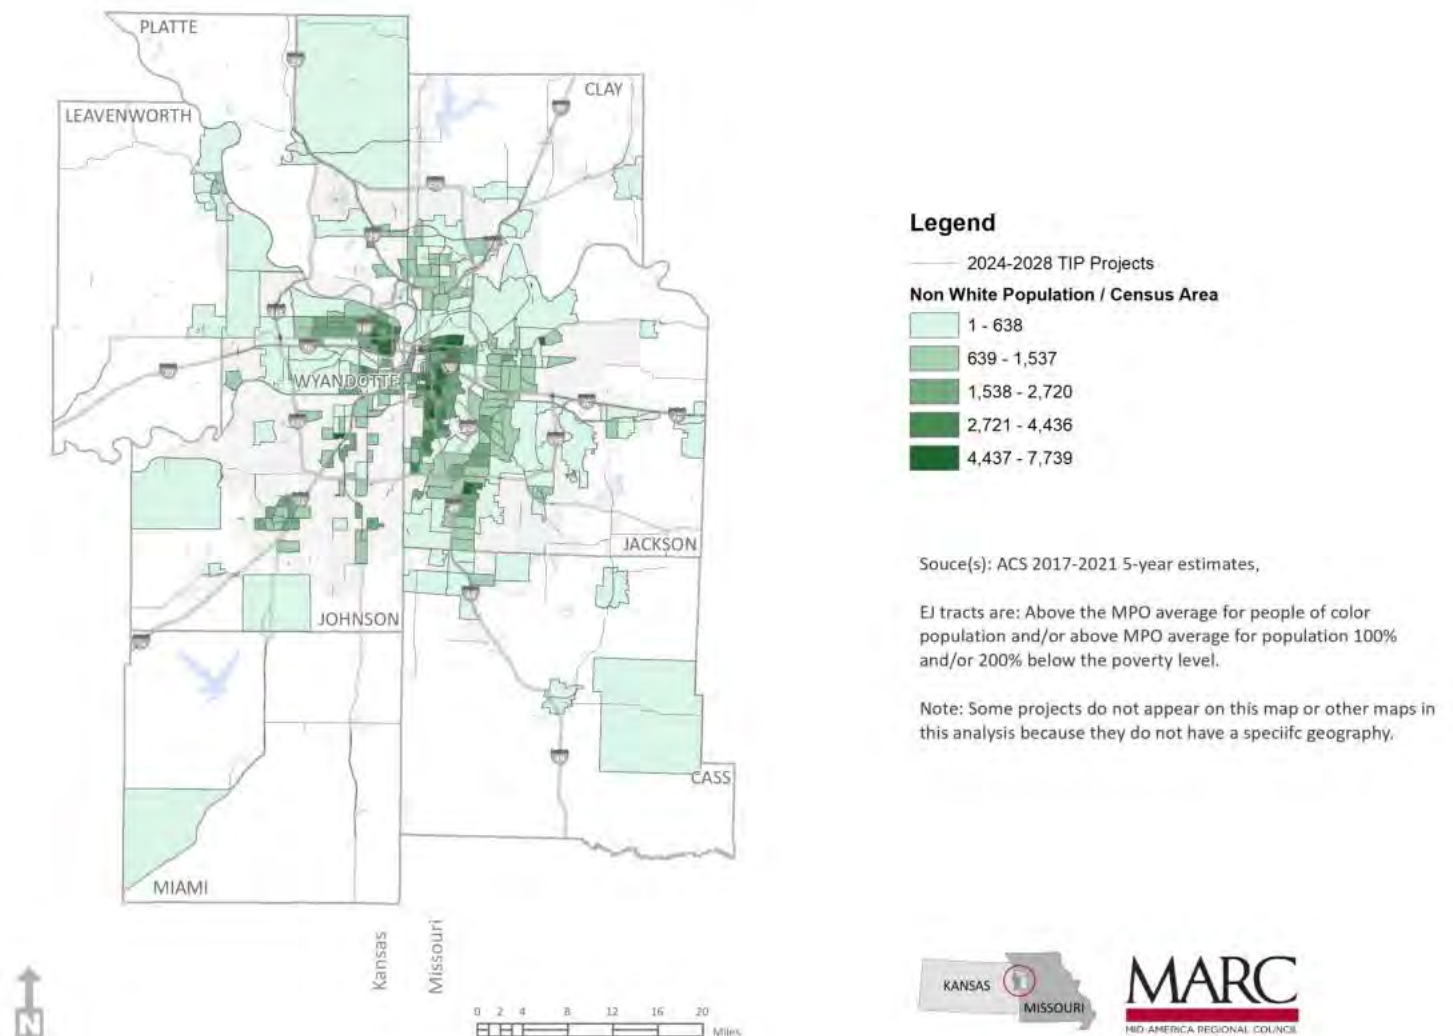 PLATTE
CLAY
LEAVENWORTH
WYANDOTTE
JACKSON
JOHNSON
CASS
MIAMI
Kansas
Missouri
N
0 2 4 8 12 16 20
Miles
Legend
2024-2028 TIP Projects
Non White Population / Census Area
1 - 638
639 - 1,537
1,538 - 2,720
2,721 - 4,436
4,437 - 7,739
Souce(s): ACS 2017-2021 5-year estimates,
EJ tracts are: Above the MPO average for people of color
population and/or above MPO average for population 100%
and/or 200% below the poverty level.
Note: Some projects do not appear on this map or other maps in
this analysis because they do not have a speciifc geography.
KANSAS
MISSOURI
MARC
MID-AMERICA REGIONAL COUNCIL